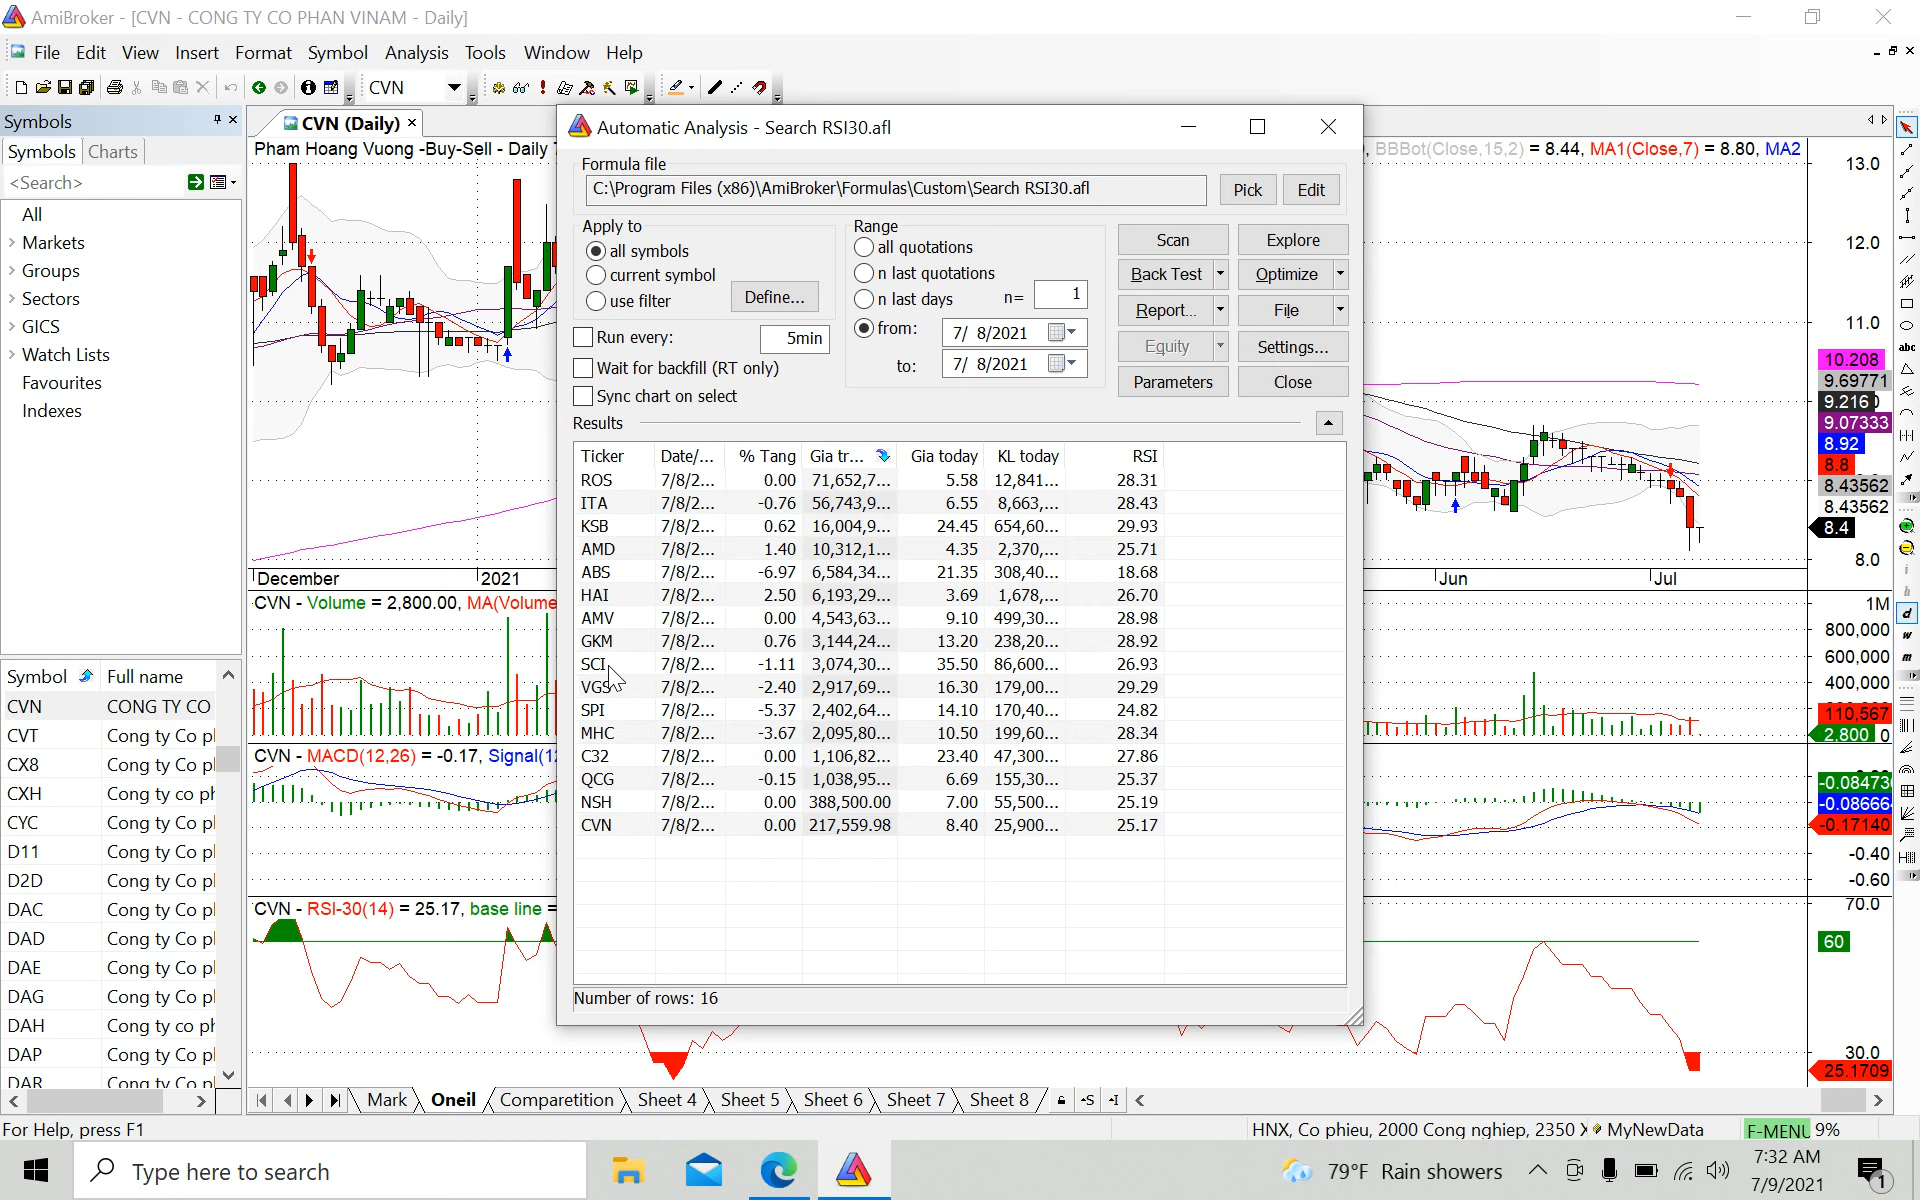 AmiBroker - [CVN - CONG TY CO PHAN VINAM - Daily]
File Edit View Insert Format Symbol Analysis Tools Window Help
CVN
Symbols
Symbols Charts
<Search>
All
Markets
Groups
Sectors
GICS
Watch Lists
Favourites
Indexes
Symbol Full name
CVN CONG TY CO
CVT Cong ty Co pl
CX8 Cong ty Co pl
CXH Cong ty co ph
CYC Cong ty Co pl
D11 Cong ty Co pl
D2D Cong ty Co pl
DAC Cong ty Co pl
DAD Cong ty Co pl
DAE Cong ty Co pl
DAG Cong ty Co pl
DAH Cong ty co ph
DAP Cong ty Co pl
DAR Cong ty Co pl
CVN (Daily)
Pham Hoang Vuong -Buy-Sell - Daily
BBBot(Close,15,2) = 8.44, MA1(Close,7) = 8.80, MA2
December 2021 Jun Jul
13.0
12.0
11.0
10.208
9.69771
9.216
9.07333
8.92
8.8
8.43562
8.43562
8.4
8.0
CVN - Volume = 2,800.00, MA(Volume
1M
800,000
600,000
400,000
110,567
2,800 0
CVN - MACD(12,26) = -0.17, Signal(1
-0.08473
-0.08666
-0.17140
-0.40
-0.60
CVN - RSI-30(14) = 25.17, base line =
70.0
60
30.0
25.1709
Automatic Analysis - Search RSI30.afl
Formula file
C:\Program Files (x86)\AmiBroker\Formulas\Custom\Search RSI30.afl
Pick Edit
Apply to
all symbols
current symbol
use filter Define...
Run every: 5min
Wait for backfill (RT only)
Sync chart on select
Range
all quotations
n last quotations
n last days n= 1
from: 7/ 8/2021
to: 7/ 8/2021
Scan Explore
Back Test Optimize
Report... File
Equity Settings...
Parameters Close
Results
Ticker Date/... % Tang Gia tr... Gia today KL today RSI
ROS 7/8/2... 0.00 71,652,7... 5.58 12,841... 28.31
ITA 7/8/2... -0.76 56,743,9... 6.55 8,663,... 28.43
KSB 7/8/2... 0.62 16,004,9... 24.45 654,60... 29.93
AMD 7/8/2... 1.40 10,312,1... 4.35 2,370,... 25.71
ABS 7/8/2... -6.97 6,584,34... 21.35 308,40... 18.68
HAI 7/8/2... 2.50 6,193,29... 3.69 1,678,... 26.70
AMV 7/8/2... 0.00 4,543,63... 9.10 499,30... 28.98
GKM 7/8/2... 0.76 3,144,24... 13.20 238,20... 28.92
SCI 7/8/2... -1.11 3,074,30... 35.50 86,600... 26.93
VGS 7/8/2... -2.40 2,917,69... 16.30 179,00... 29.29
SPI 7/8/2... -5.37 2,402,64... 14.10 170,40... 24.82
MHC 7/8/2... -3.67 2,095,80... 10.50 199,60... 28.34
C32 7/8/2... 0.00 1,106,82... 23.40 47,300... 27.86
QCG 7/8/2... -0.15 1,038,95... 6.69 155,30... 25.37
NSH 7/8/2... 0.00 388,500.00 7.00 55,500... 25.19
CVN 7/8/2... 0.00 217,559.98 8.40 25,900... 25.17
Number of rows: 16
abc
d
w
m
Mark Oneil Comparetition Sheet 4 Sheet 5 Sheet 6 Sheet 7 Sheet 8
For Help, press F1
HNX, Co phieu, 2000 Cong nghiep, 2350 MyNewData F-MENU 9%
Type here to search
79°F Rain showers
7:32 AM
7/9/2021
1